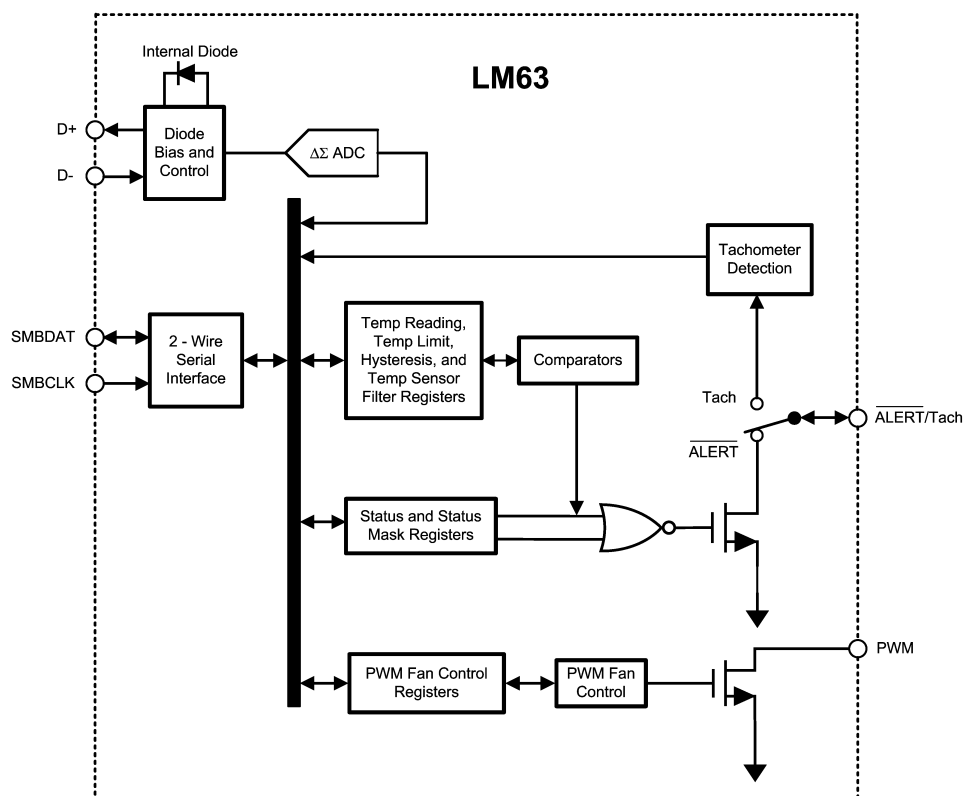 Internal Diode
LM63
D+
D-
Diode
Bias and
Control
ΔΣ ADC
Tachometer
Detection
SMBDAT
SMBCLK
2 - Wire
Serial
Interface
Temp Reading,
Temp Limit,
Hysteresis, and
Temp Sensor
Filter Registers
Comparators
Tach
ALERT
ALERT/Tach
Status and Status
Mask Registers
PWM Fan Control
Registers
PWM Fan
Control
PWM